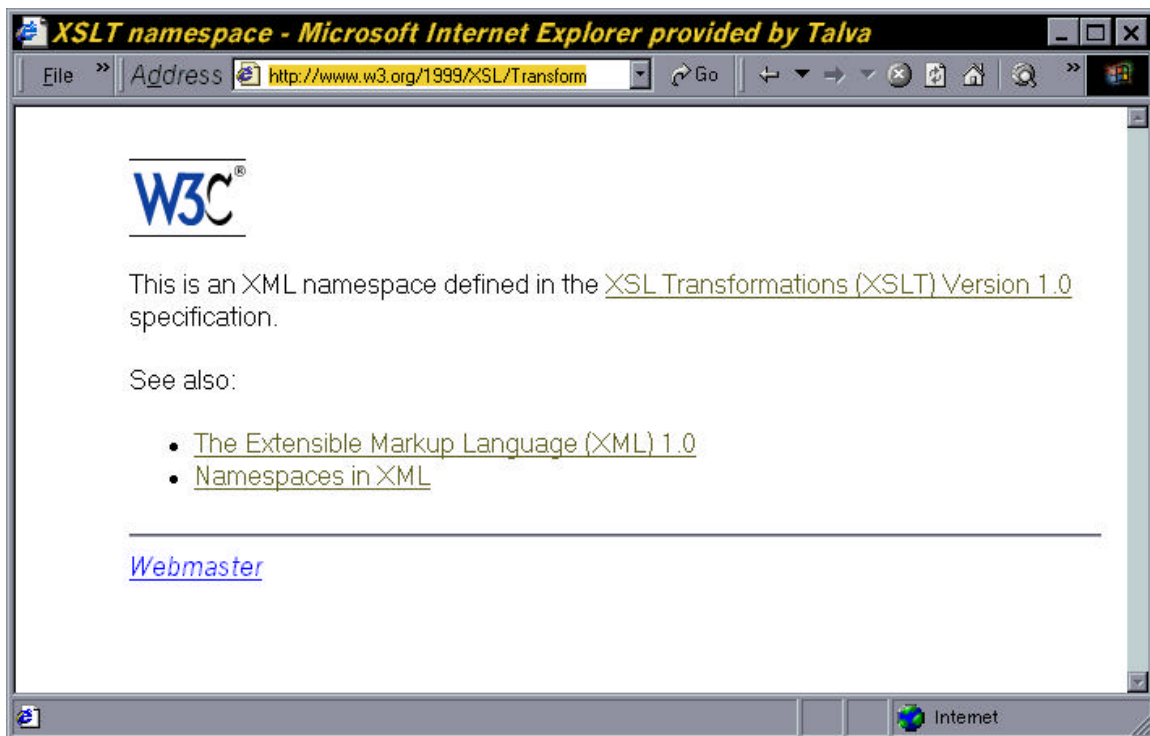 XSLT namespace - Microsoft Internet Explorer provided by Talva
File » Address http://www.w3.org/1999/XSL/Transform Go »
W3C®
This is an XML namespace defined in the XSL Transformations (XSLT) Version 1.0
specification.
See also:
• The Extensible Markup Language (XML) 1.0
• Namespaces in XML
Webmaster
Internet